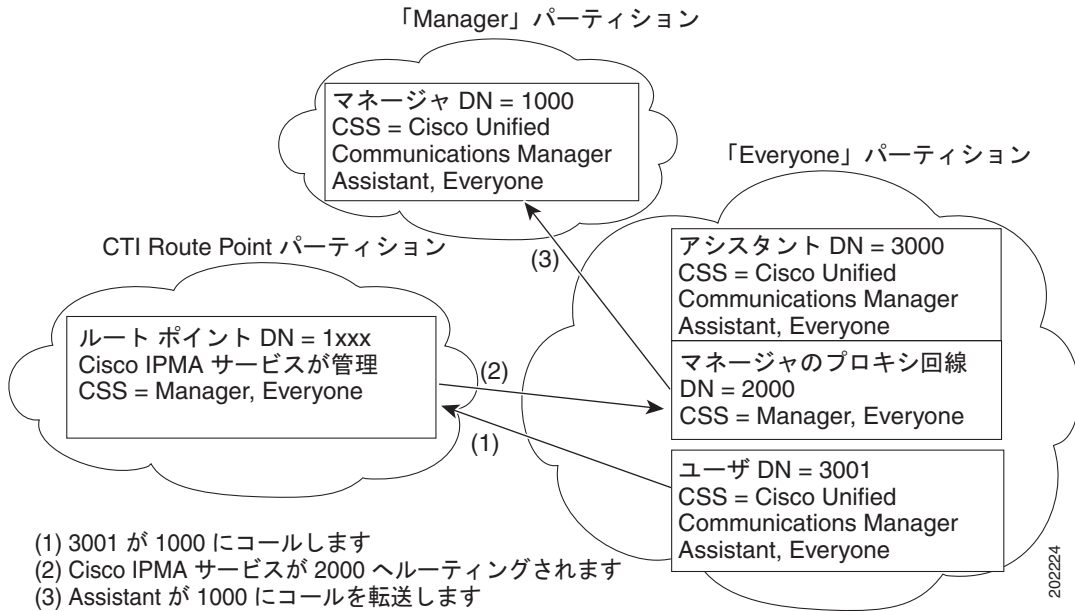 「Manager」パーティション
マネージャ DN = 1000
CSS = Cisco Unified
Communications Manager
Assistant, Everyone
「Everyone」パーティション
CTI Route Point パーティション
(3)
アシスタント DN = 3000
CSS = Cisco Unified
Communications Manager
Assistant, Everyone
ルート ポイント DN = 1xxx
Cisco IPMA サービスが管理
CSS = Manager, Everyone
(2)
マネージャのプロキシ回線
DN = 2000
CSS = Manager, Everyone
(1)
ユーザ DN = 3001
CSS = Cisco Unified
Communications Manager
Assistant, Everyone
(1) 3001 が 1000 にコールします
(2) Cisco IPMA サービスが 2000 へルーティングされます
(3) Assistant が 1000 にコールを転送します
202224